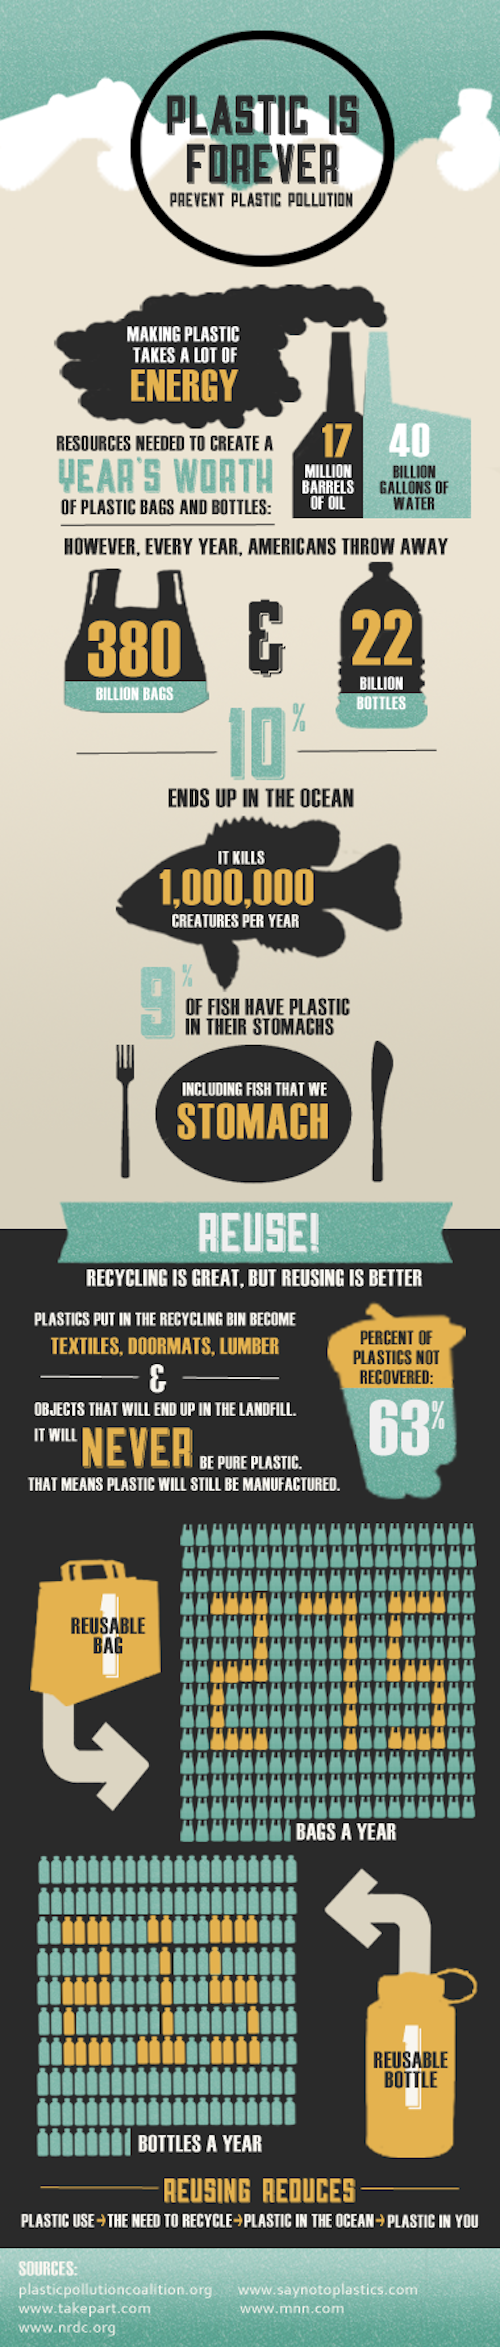 PLASTIC IS
FOREVER
PREVENT PLASTIC POLLUTION
MAKING PLASTIC
TAKES A LOT OF
ENERGY
RESOURCES NEEDED TO CREATE A
YEAR'S WORTH
OF PLASTIC BAGS AND BOTTLES:
17
MILLION
BARRELS
OF OIL
40
BILLION
GALLONS OF
WATER
HOWEVER, EVERY YEAR, AMERICANS THROW AWAY
380
BILLION BAGS
&
22
BILLION
BOTTLES
10%
ENDS UP IN THE OCEAN
IT KILLS
1,000,000
CREATURES PER YEAR
9%
OF FISH HAVE PLASTIC
IN THEIR STOMACHS
INCLUDING FISH THAT WE
STOMACH
REUSE!
RECYCLING IS GREAT, BUT REUSING IS BETTER
PLASTICS PUT IN THE RECYCLING BIN BECOME
TEXTILES, DOORMATS, LUMBER
&
OBJECTS THAT WILL END UP IN THE LANDFILL.
IT WILL NEVER BE PURE PLASTIC.
THAT MEANS PLASTIC WILL STILL BE MANUFACTURED.
PERCENT OF
PLASTICS NOT
RECOVERED:
63%
1
REUSABLE
BAG
275
BAGS A YEAR
215
BOTTLES A YEAR
1
REUSABLE
BOTTLE
REUSING REDUCES
PLASTIC USE→THE NEED TO RECYCLE→PLASTIC IN THE OCEAN→PLASTIC IN YOU
SOURCES:
plasticpollutioncoalition.org www.saynotoplastics.com
www.takepart.com www.mnn.com
www.nrdc.org